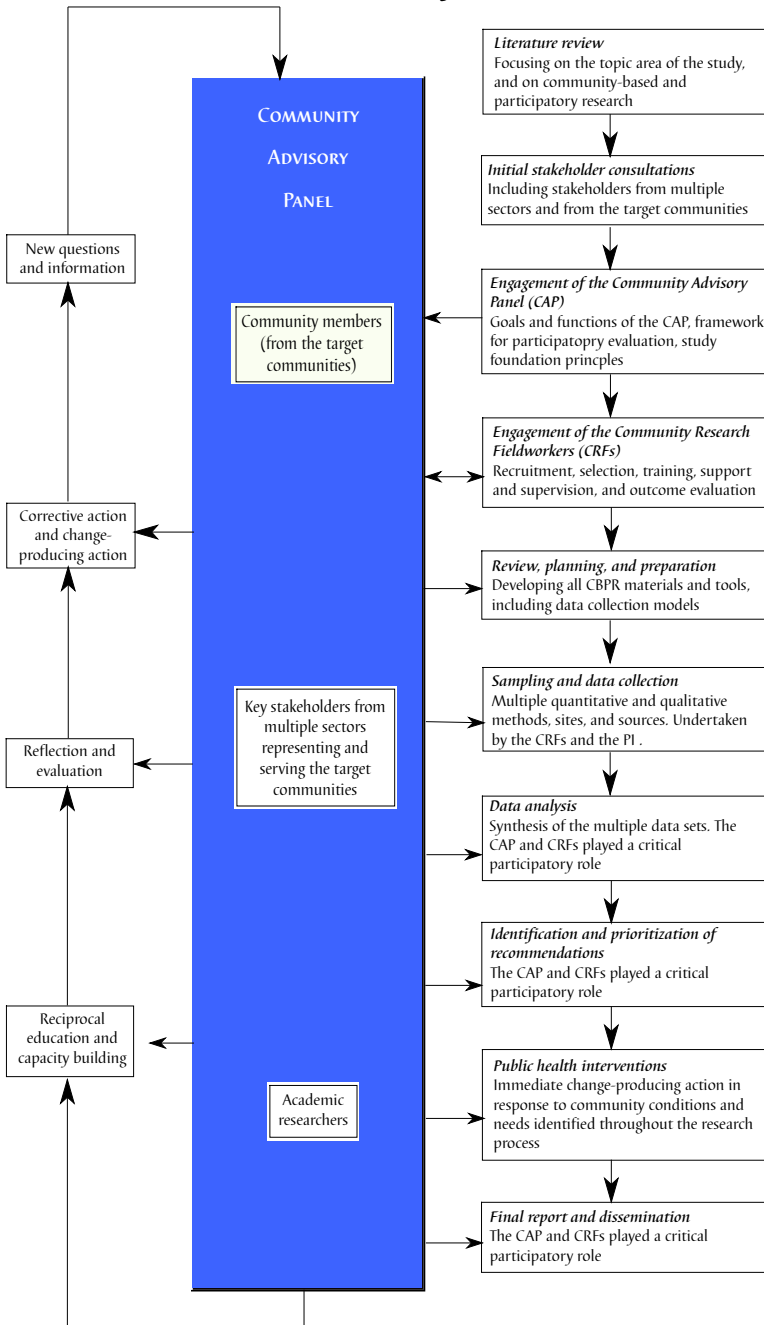 COMMUNITY
ADVISORY
PANEL
Community members
(from the target
communities)
Key stakeholders from
multiple sectors
representing and
serving the target
communities
Academic
researchers
New questions
and information
Corrective action
and change-
producing action
Reflection and
evaluation
Reciprocal
education and
capacity building
Literature review
Focusing on the topic area of the study,
and on community-based and
participatory research
Initial stakeholder consultations
Including stakeholders from multiple
sectors and from the target communities
Engagement of the Community Advisory
Panel (CAP)
Goals and functions of the CAP, framework
for participatopry evaluation, study
foundation princples
Engagement of the Community Research
Fieldworkers (CRFs)
Recruitment, selection, training, support
and supervision, and outcome evaluation
Review, planning, and preparation
Developing all CBPR materials and tools,
including data collection models
Sampling and data collection
Multiple quantitative and qualitative
methods, sites, and sources. Undertaken
by the CRFs and the PI .
Data analysis
Synthesis of the multiple data sets. The
CAP and CRFs played a critical
participatory role
Identification and prioritization of
recommendations
The CAP and CRFs played a critical
participatory role
Public health interventions
Immediate change-producing action in
response to community conditions and
needs identified throughout the research
process
Final report and dissemination
The CAP and CRFs played a critical
participatory role